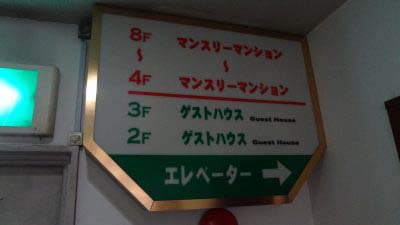 8F マンスリーマンション
〜 〜
4F マンスリーマンション
3F ゲストハウス Guest House
2F ゲストハウス Guest House
エレベーター →